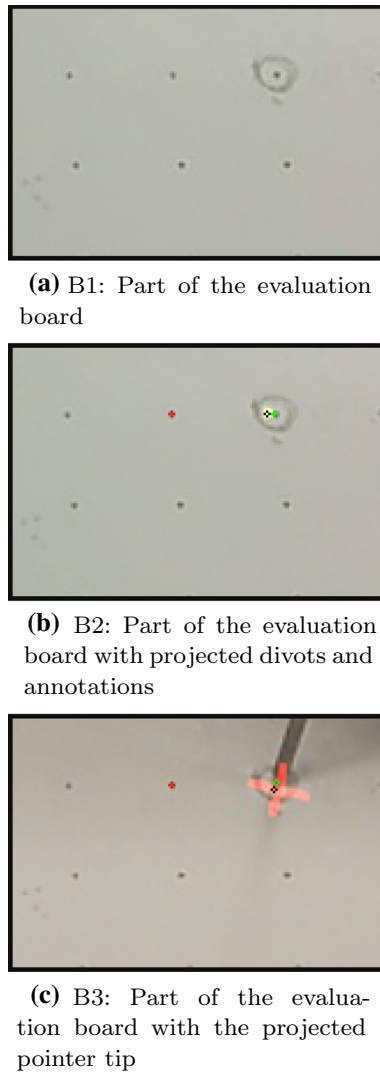 (a) B1: Part of the evaluation
board
(b) B2: Part of the evaluation
board with projected divots and
annotations
(c) B3: Part of the evalua-
tion board with the projected
pointer tip